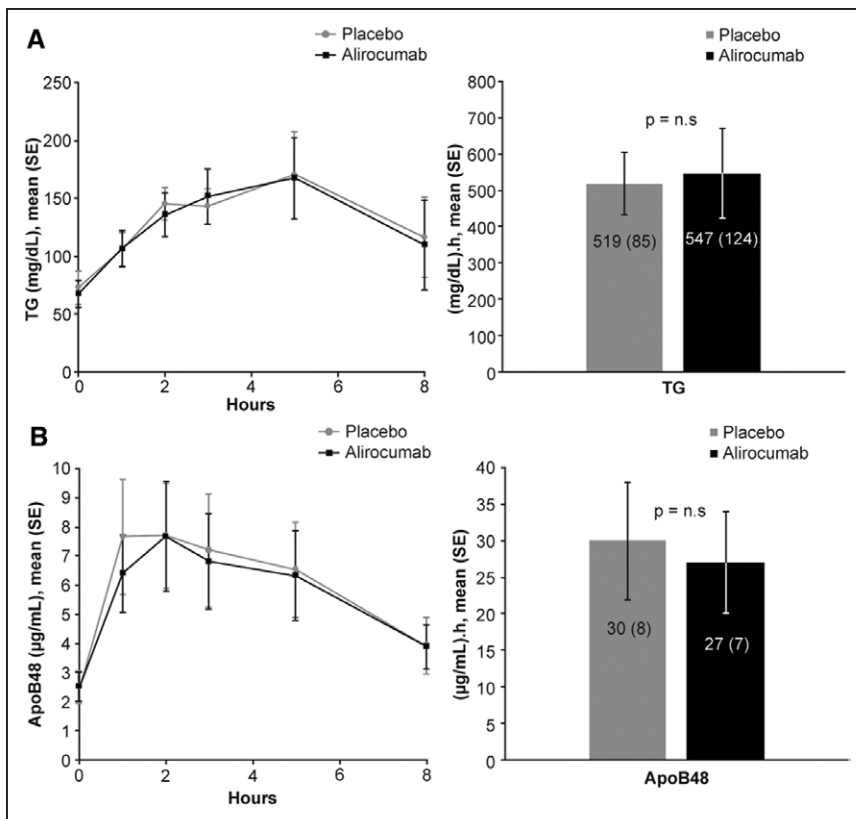 A
Placebo
Alirocumab
TG (mg/dL), mean (SE)
250
200
150
100
50
0
0 2 4 6 8
Hours
Placebo
Alirocumab
(mg/dL).h, mean (SE)
800
700
600
500
400
300
200
100
0
p = n.s
519 (85)
547 (124)
TG
B
Placebo
Alirocumab
ApoB48 (µg/mL), mean (SE)
10
9
8
7
6
5
4
3
2
1
0
0 2 4 6 8
Hours
Placebo
Alirocumab
(µg/mL).h, mean (SE)
40
35
30
25
20
15
10
5
0
p = n.s
30 (8)
27 (7)
ApoB48